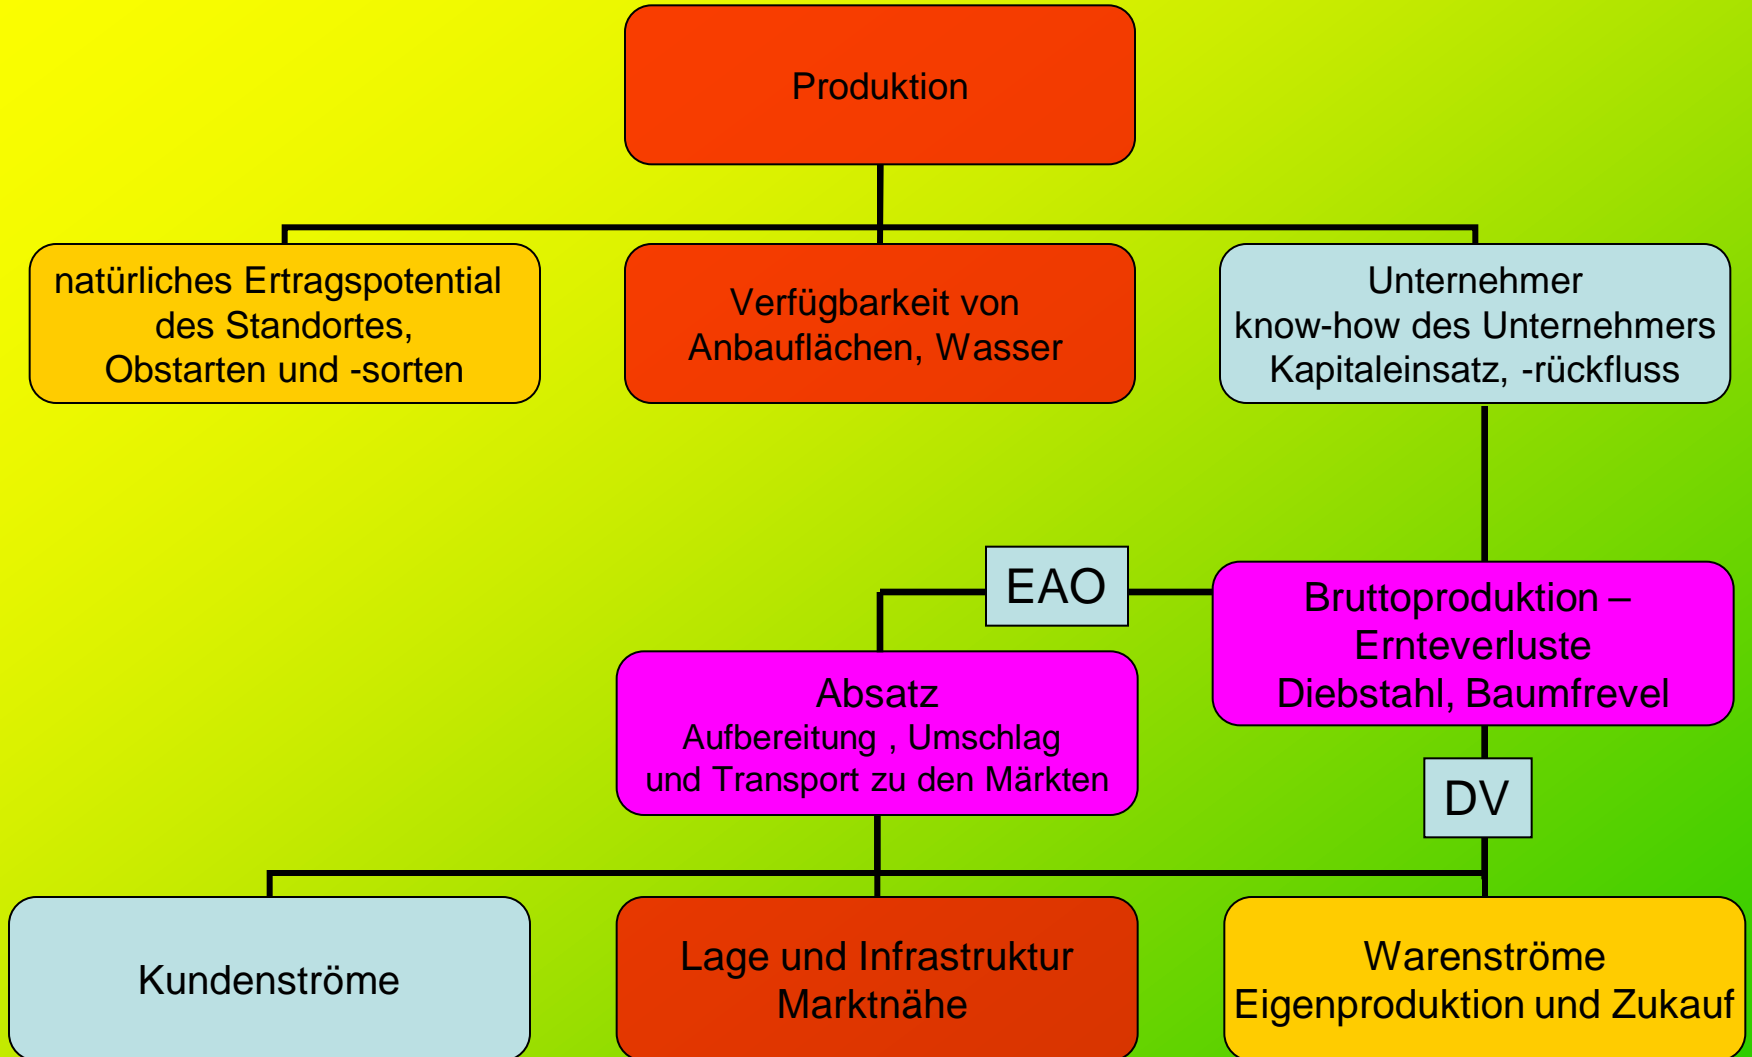 Produktion
natürliches Ertragspotential
des Standortes,
Obstarten und -sorten
Verfügbarkeit von
Anbauflächen, Wasser
Unternehmer
know-how des Unternehmers
Kapitaleinsatz, -rückfluss
EAO
Bruttoproduktion –
Ernteverluste
Diebstahl, Baumfrevel
Absatz
Aufbereitung , Umschlag
und Transport zu den Märkten
DV
Kundenströme
Lage und Infrastruktur
Marktnähe
Warenströme
Eigenproduktion und Zukauf